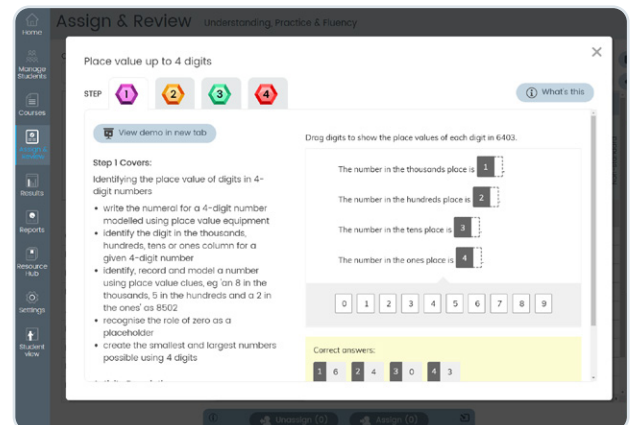 Assign & Review Understanding, Practice & Fluency
Home
Manage
Students
Courses
Assign &
Review
Results
Reports
Resource
Hub
Settings
Student
View
Place value up to 4 digits
STEP 1 2 3 4
What's this
View demo in new tab
Step 1 Covers:
Identifying the place value of digits in 4-
digit numbers
• write the numeral for a 4-digit number
modelled using place value equipment
• identify the digit in the thousands,
hundreds, tens or ones column for a
given 4-digit number
• identify, record and model a number
using place value clues, eg 'an 8 in the
thousands, 5 in the hundreds and a 2 in
the ones' as 8502
• recognise the role of zero as a
placeholder
• create the smallest and largest numbers
possible using 4 digits
Drag digits to show the place values of each digit in 6403.
The number in the thousands place is 1 .
The number in the hundreds place is 2 .
The number in the tens place is 3 .
The number in the ones place is 4 .
0 1 2 3 4 5 6 7 8 9
Correct answers:
1 6 2 4 3 0 4 3
Unassign (0) Assign (0)